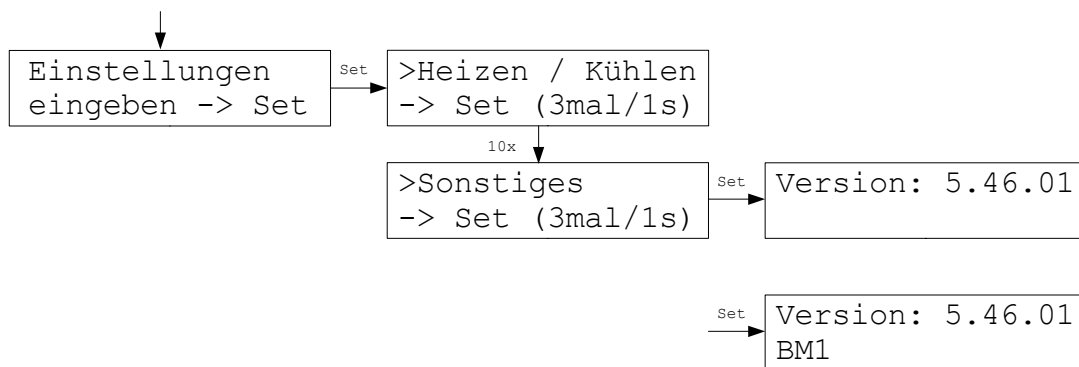 Einstellungen
eingeben -> Set
Set
>Heizen / Kühlen
-> Set (3mal/1s)
10x
>Sonstiges
-> Set (3mal/1s)
Set
Version: 5.46.01
Set
Version: 5.46.01
BM1